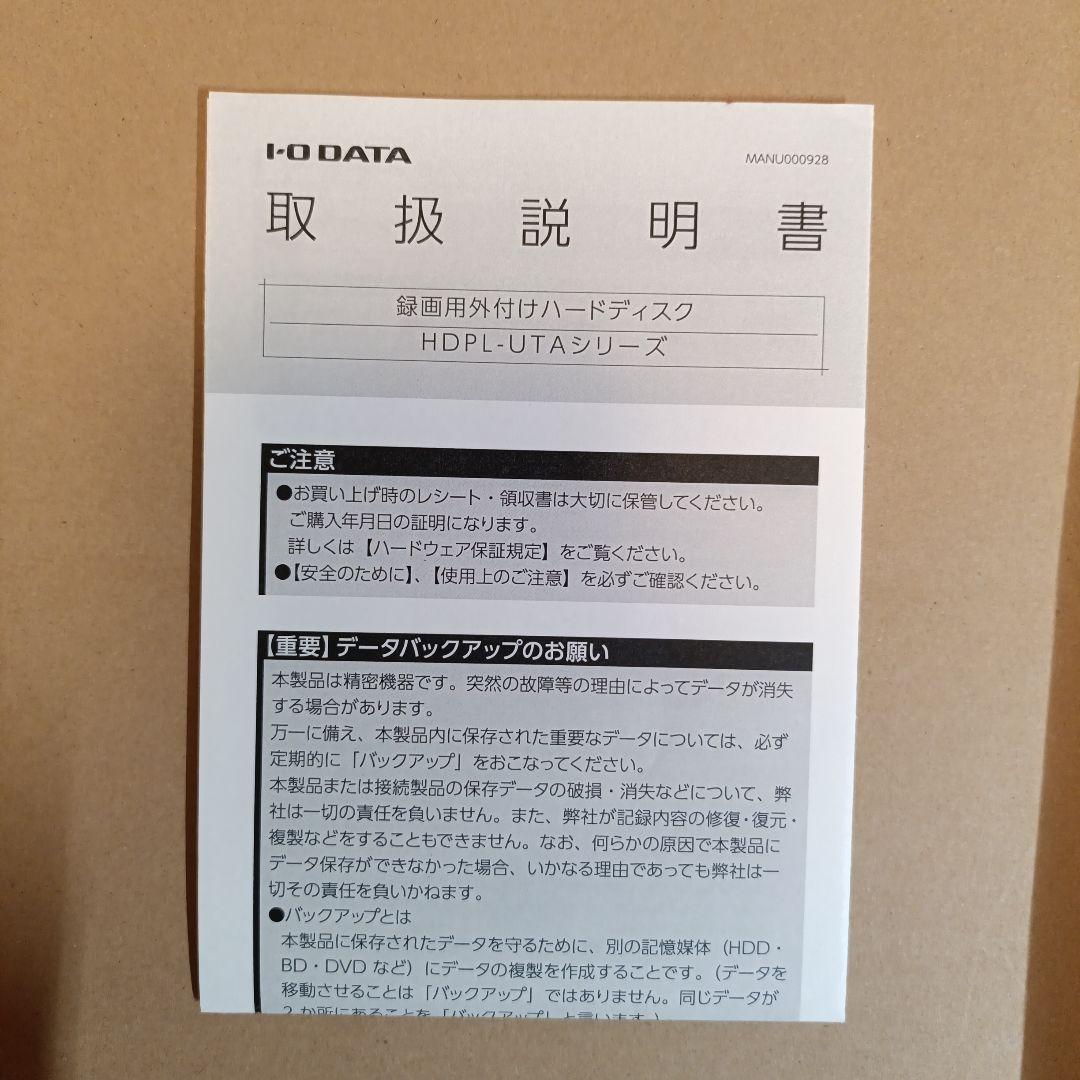 I-O DATA
MANU000928
取扱説明書
録画用外付けハードディスク
HDPL-UTAシリーズ
ご注意
●お買い上げ時のレシート・領収書は大切に保管してください。
ご購入年月日の証明になります。
詳しくは【ハードウェア保証規定】をご覧ください。
●【安全のために】、【使用上のご注意】を必ずご確認ください。
【重要】データバックアップのお願い
本製品は精密機器です。突然の故障等の理由によってデータが消失
する場合があります。
万一に備え、本製品内に保存された重要なデータについては、必ず
定期的に「バックアップ」をおこなってください。
本製品または接続製品の保存データの破損・消失などについて、弊
社は一切の責任を負いません。また、弊社が記録内容の修復・復元・
複製などをすることもできません。なお、何らかの原因で本製品に
データ保存ができなかった場合、いかなる理由であっても弊社は一
切その責任を負いかねます。
●バックアップとは
本製品に保存されたデータを守るために、別の記憶媒体（HDD・
BD・DVD など）にデータの複製を作成することです。（データを
移動させることは「バックアップ」ではありません。同じデータが
2 か所にあることを「バックアップ」と言います。）